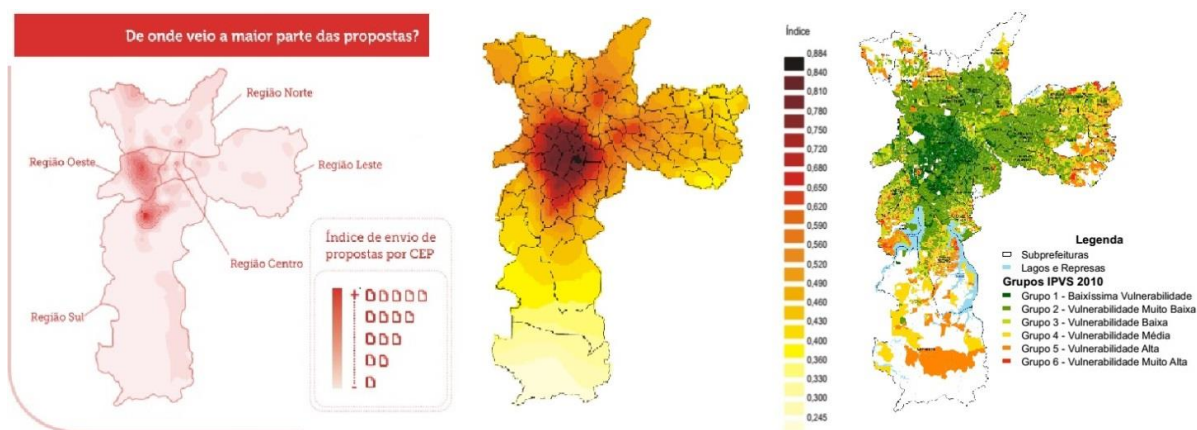 De onde veio a maior parte das propostas?
Região Norte
Região Oeste
Região Leste
Região Centro
Região Sul
Índice de envio de
propostas por CEP
+
-
Índice
0,884
0,840
0,810
0,780
0,750
0,720
0,680
0,650
0,620
0,590
0,560
0,520
0,490
0,460
0,430
0,400
0,360
0,330
0,300
0,245
Legenda
Subprefeituras
Lagos e Represas
Grupos IPVS 2010
Grupo 1 - Baixíssima Vulnerabilidade
Grupo 2 - Vulnerabilidade Muito Baixa
Grupo 3 - Vulnerabilidade Baixa
Grupo 4 - Vulnerabilidade Média
Grupo 5 - Vulnerabilidade Alta
Grupo 6 - Vulnerabilidade Muito Alta